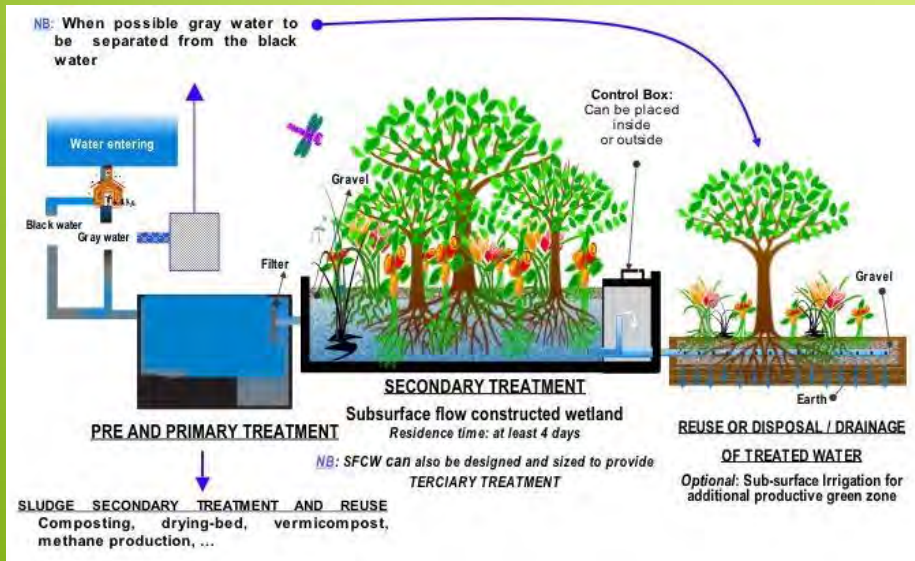 NB: When possible gray water to
be separated from the black
water
Water entering
Black water
Gray water
Filter
Gravel
Control Box:
Can be placed
inside
or outside
Gravel
Earth
PRE AND PRIMARY TREATMENT
SECONDARY TREATMENT
Subsurface flow constructed wetland
Residence time: at least 4 days
NB: SFCW can also be designed and sized to provide
TERCIARY TREATMENT
REUSE OR DISPOSAL / DRAINAGE
OF TREATED WATER
Optional: Sub-surface Irrigation for
additional productive green zone
SLUDGE SECONDARY TREATMENT AND REUSE
Composting, drying-bed, vermicompost,
methane production, ...